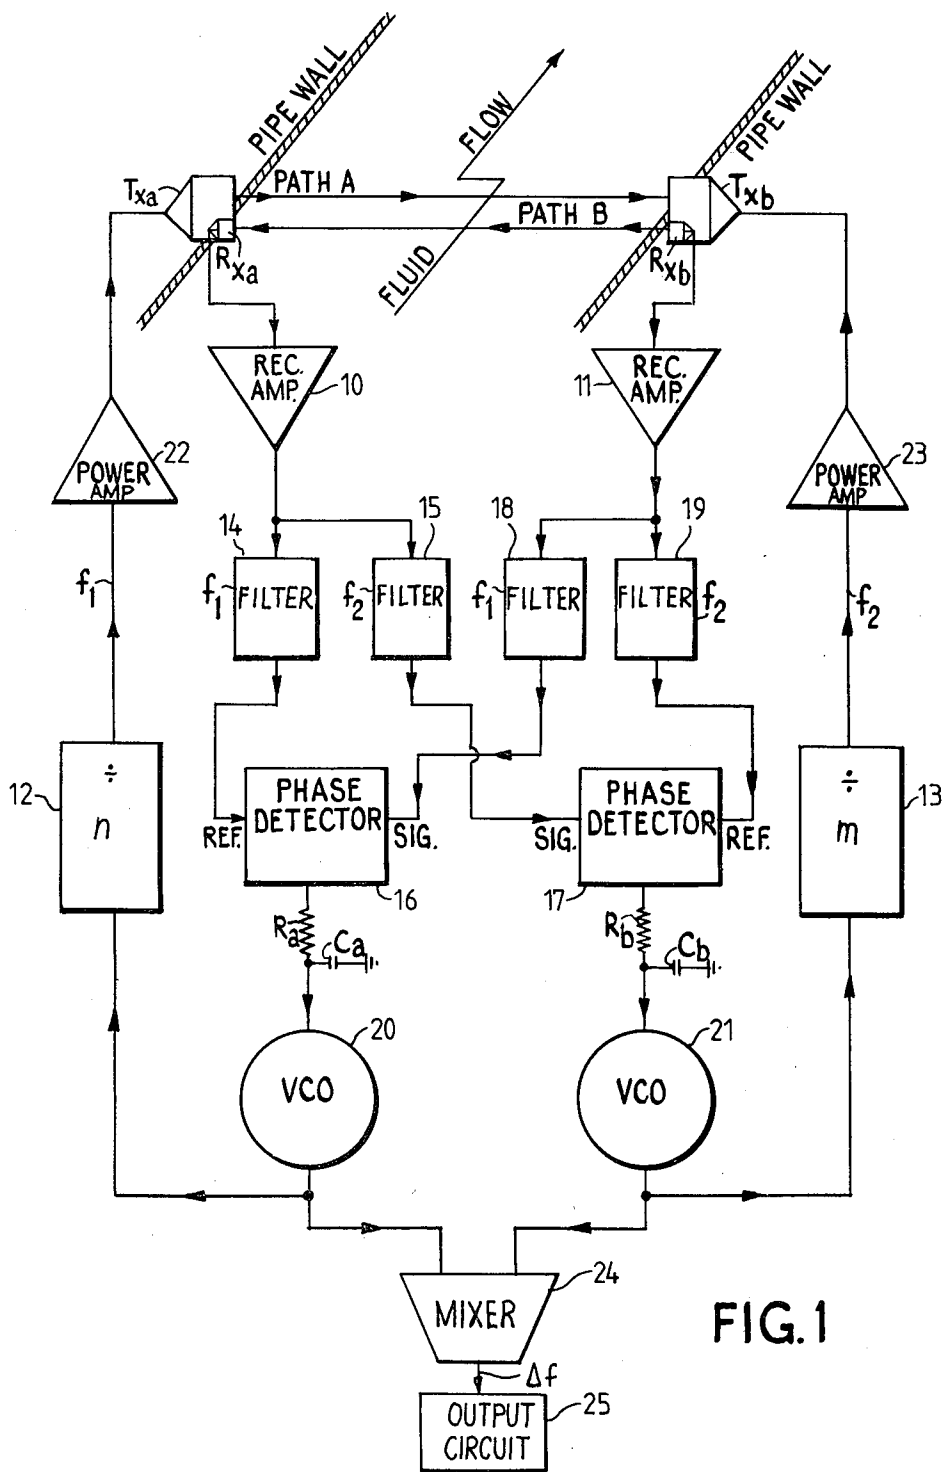 PIPE WALL
FLOW
PIPE WALL
Txa
PATH A
Txb
PATH B
Rxa
Rxb
FLUID
REC. AMP.
10
11
REC. AMP.
22
POWER AMP
23
POWER AMP
14
15
18
19
f1
FILTER
f2
FILTER
f1
FILTER
FILTER
f2
f1
f2
12
÷
n
PHASE DETECTOR
REF.
SIG.
16
PHASE DETECTOR
SIG.
REF.
17
÷
m
13
Ra
Ca
Rb
Cb
20
VCO
21
VCO
24
MIXER
FIG. 1
Δf
25
OUTPUT
CIRCUIT